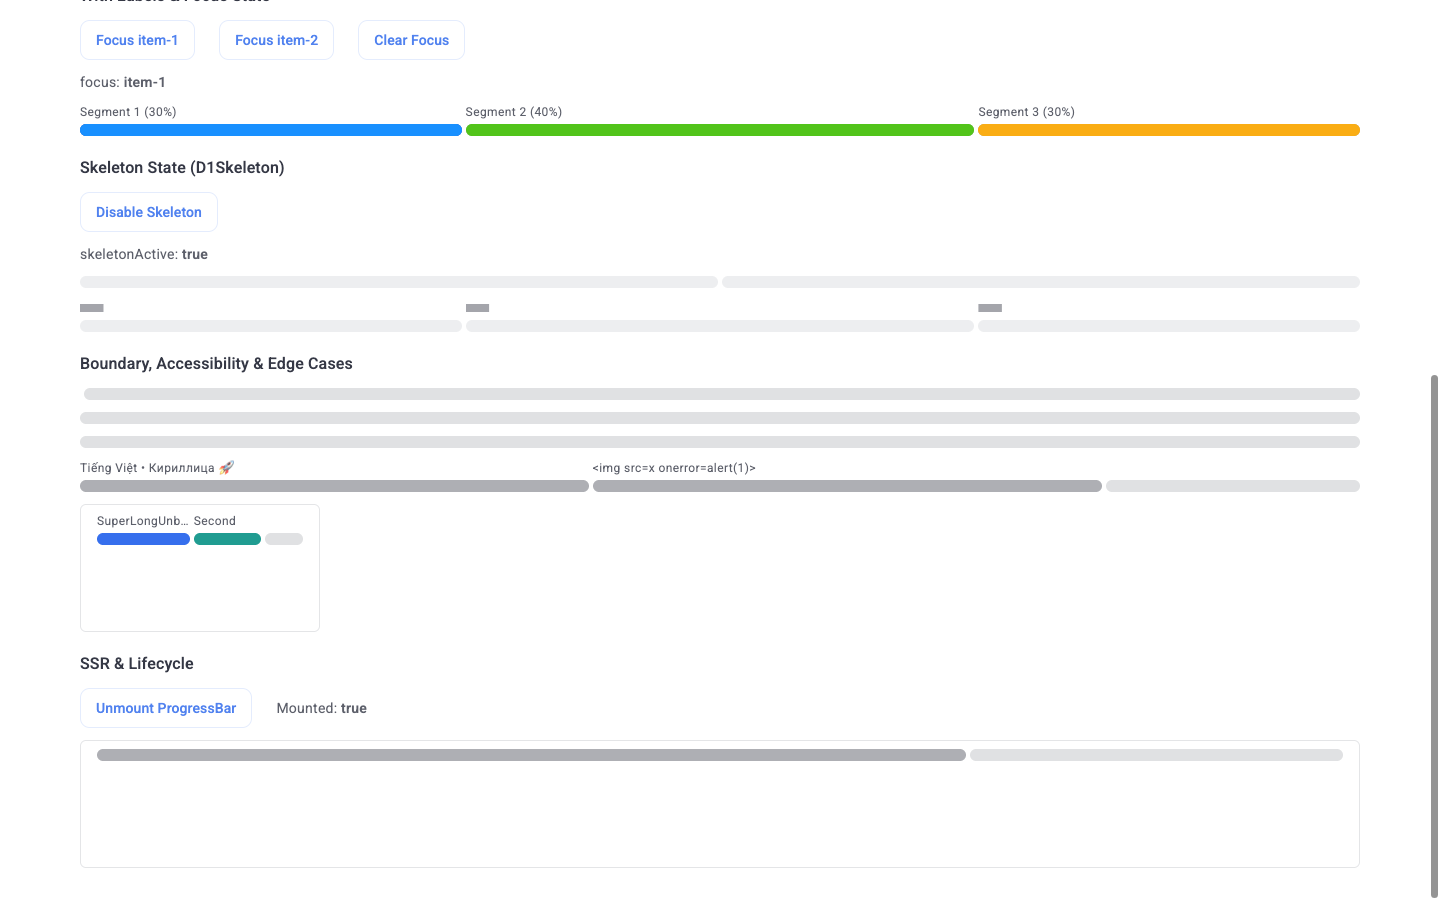 Focus item-1 Focus item-2 Clear Focus
focus: item-1
Segment 1 (30%) Segment 2 (40%) Segment 3 (30%)
Skeleton State (D1Skeleton)
Disable Skeleton
skeletonActive: true
Boundary, Accessibility & Edge Cases
Tiếng Việt • Кириллица 🚀 <img src=x onerror=alert(1)>
SuperLongUnb… Second
SSR & Lifecycle
Unmount ProgressBar Mounted: true